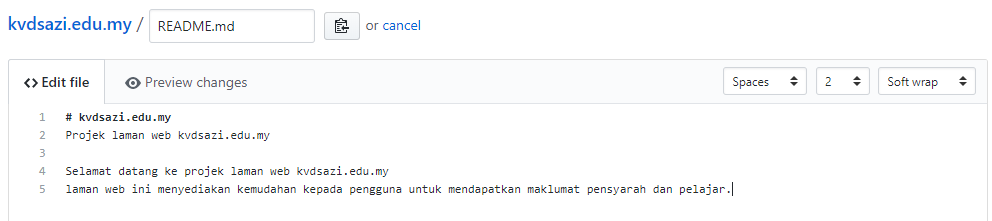 kvdsazi.edu.my / README.md or cancel
Edit file Preview changes Spaces 2 Soft wrap
1 # kvdsazi.edu.my
2 Projek laman web kvdsazi.edu.my
3
4 Selamat datang ke projek laman web kvdsazi.edu.my
5 laman web ini menyediakan kemudahan kepada pengguna untuk mendapatkan maklumat pensyarah dan pelajar.